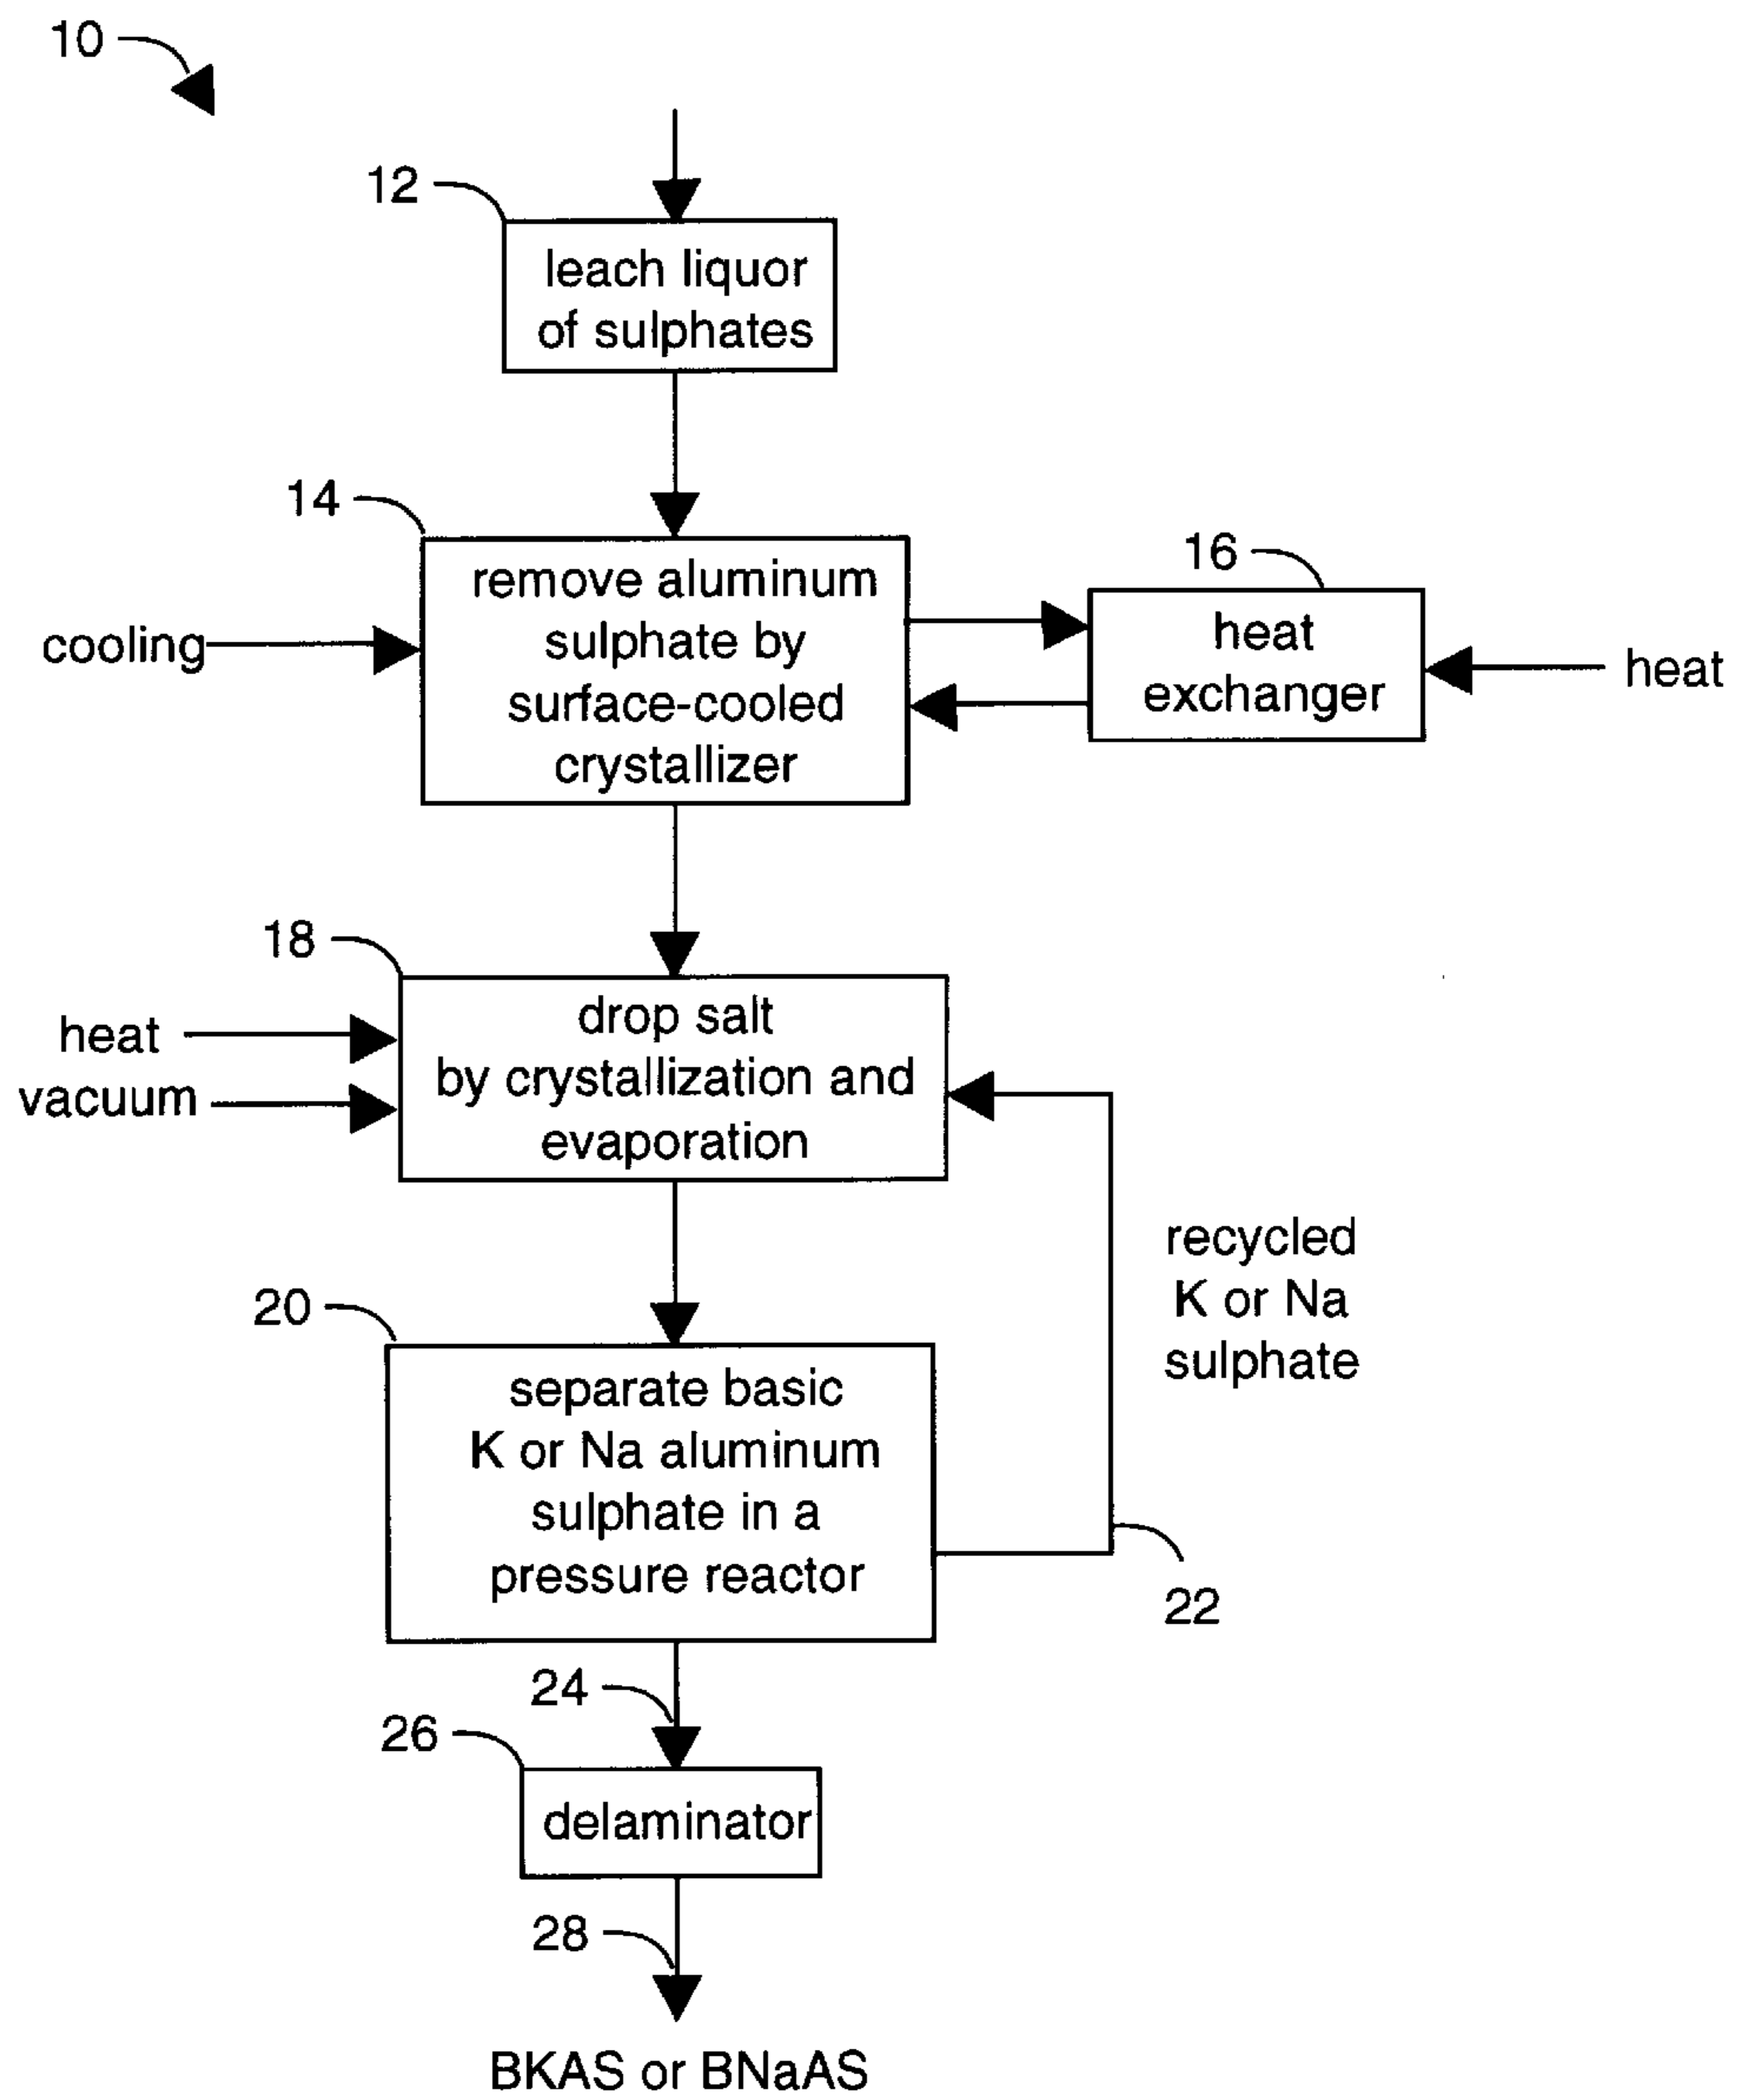 10
12
leach liquor
of sulphates
14
remove aluminum
sulphate by
surface-cooled
crystallizer
cooling
16
heat
exchanger
heat
18
drop salt
by crystallization and
evaporation
heat
vacuum
recycled
K or Na
sulphate
20
separate basic
K or Na aluminum
sulphate in a
pressure reactor
22
24
26
delaminator
28
BKAS or BNaAS